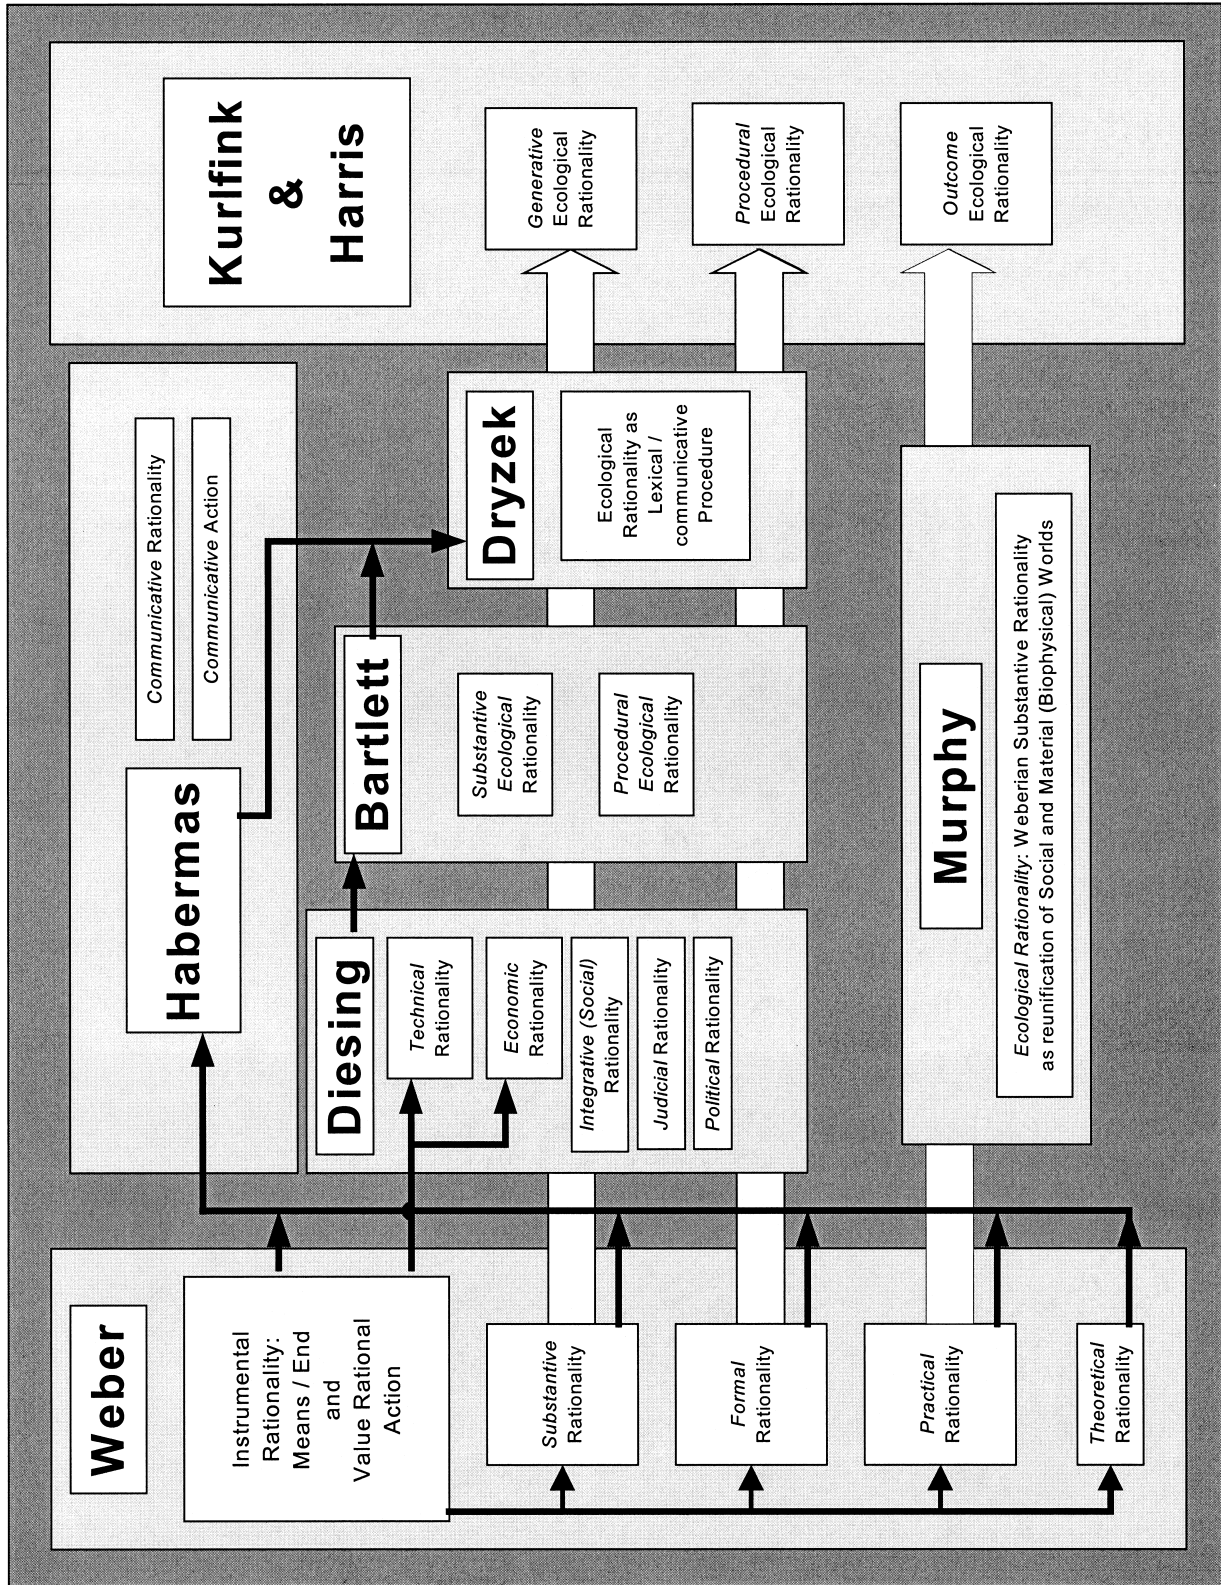 Weber
Instrumental
Rationality:
Means / End
and
Value Rational
Action
Substantive
Rationality
Formal
Rationality
Practical
Rationality
Theoretical
Rationality
Habermas
Communicative Rationality
Communicative Action
Diesing
Technical
Rationality
Economic
Rationality
Integrative (Social)
Rationality
Judicial Rationality
Political Rationality
Bartlett
Substantive
Ecological
Rationality
Procedural
Ecological
Rationality
Dryzek
Ecological
Rationality as
Lexical /
communicative
Procedure
Murphy
Ecological Rationality: Weberian Substantive Rationality
as reunification of Social and Material (Biophysical) Worlds
Kurlfink
&
Harris
Generative
Ecological
Rationality
Procedural
Ecological
Rationality
Outcome
Ecological
Rationality